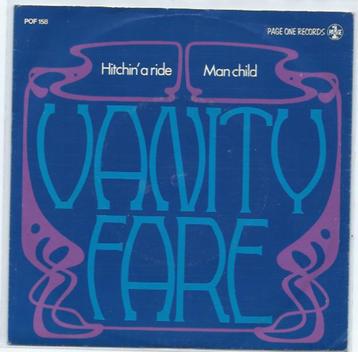 POF 158
PAGE ONE RECORDS
Hitchin' a ride
Man child
VANITY
FARE